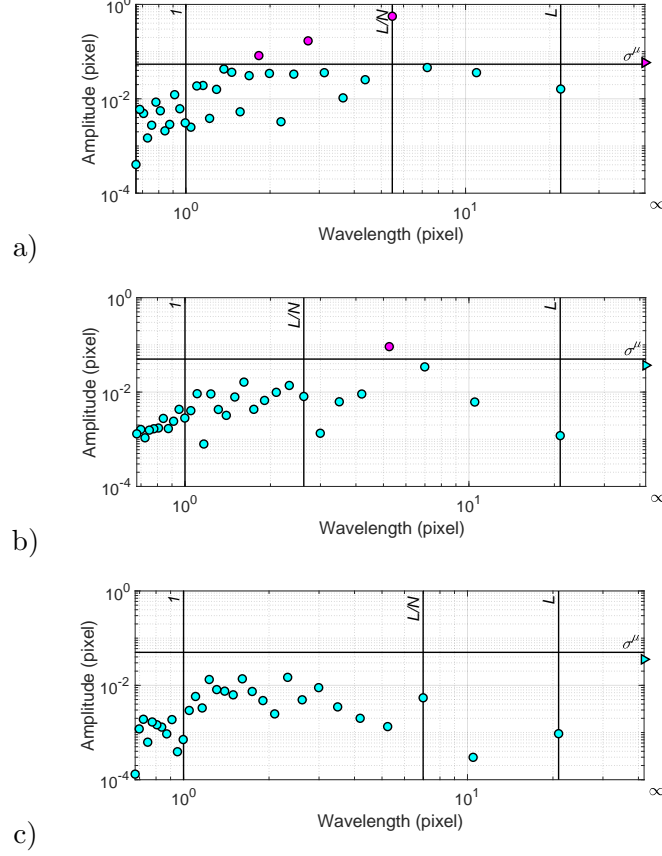 10^0
1
L/N
L
σ^μ
10^-2
10^-4
Amplitude (pixel)
10^0
10^1
∞
Wavelength (pixel)
a)
10^0
1
L/N
L
σ^μ
10^-2
10^-4
Amplitude (pixel)
10^0
10^1
∞
Wavelength (pixel)
b)
10^0
1
L/N
L
σ^μ
10^-2
10^-4
Amplitude (pixel)
10^0
10^1
∞
Wavelength (pixel)
c)